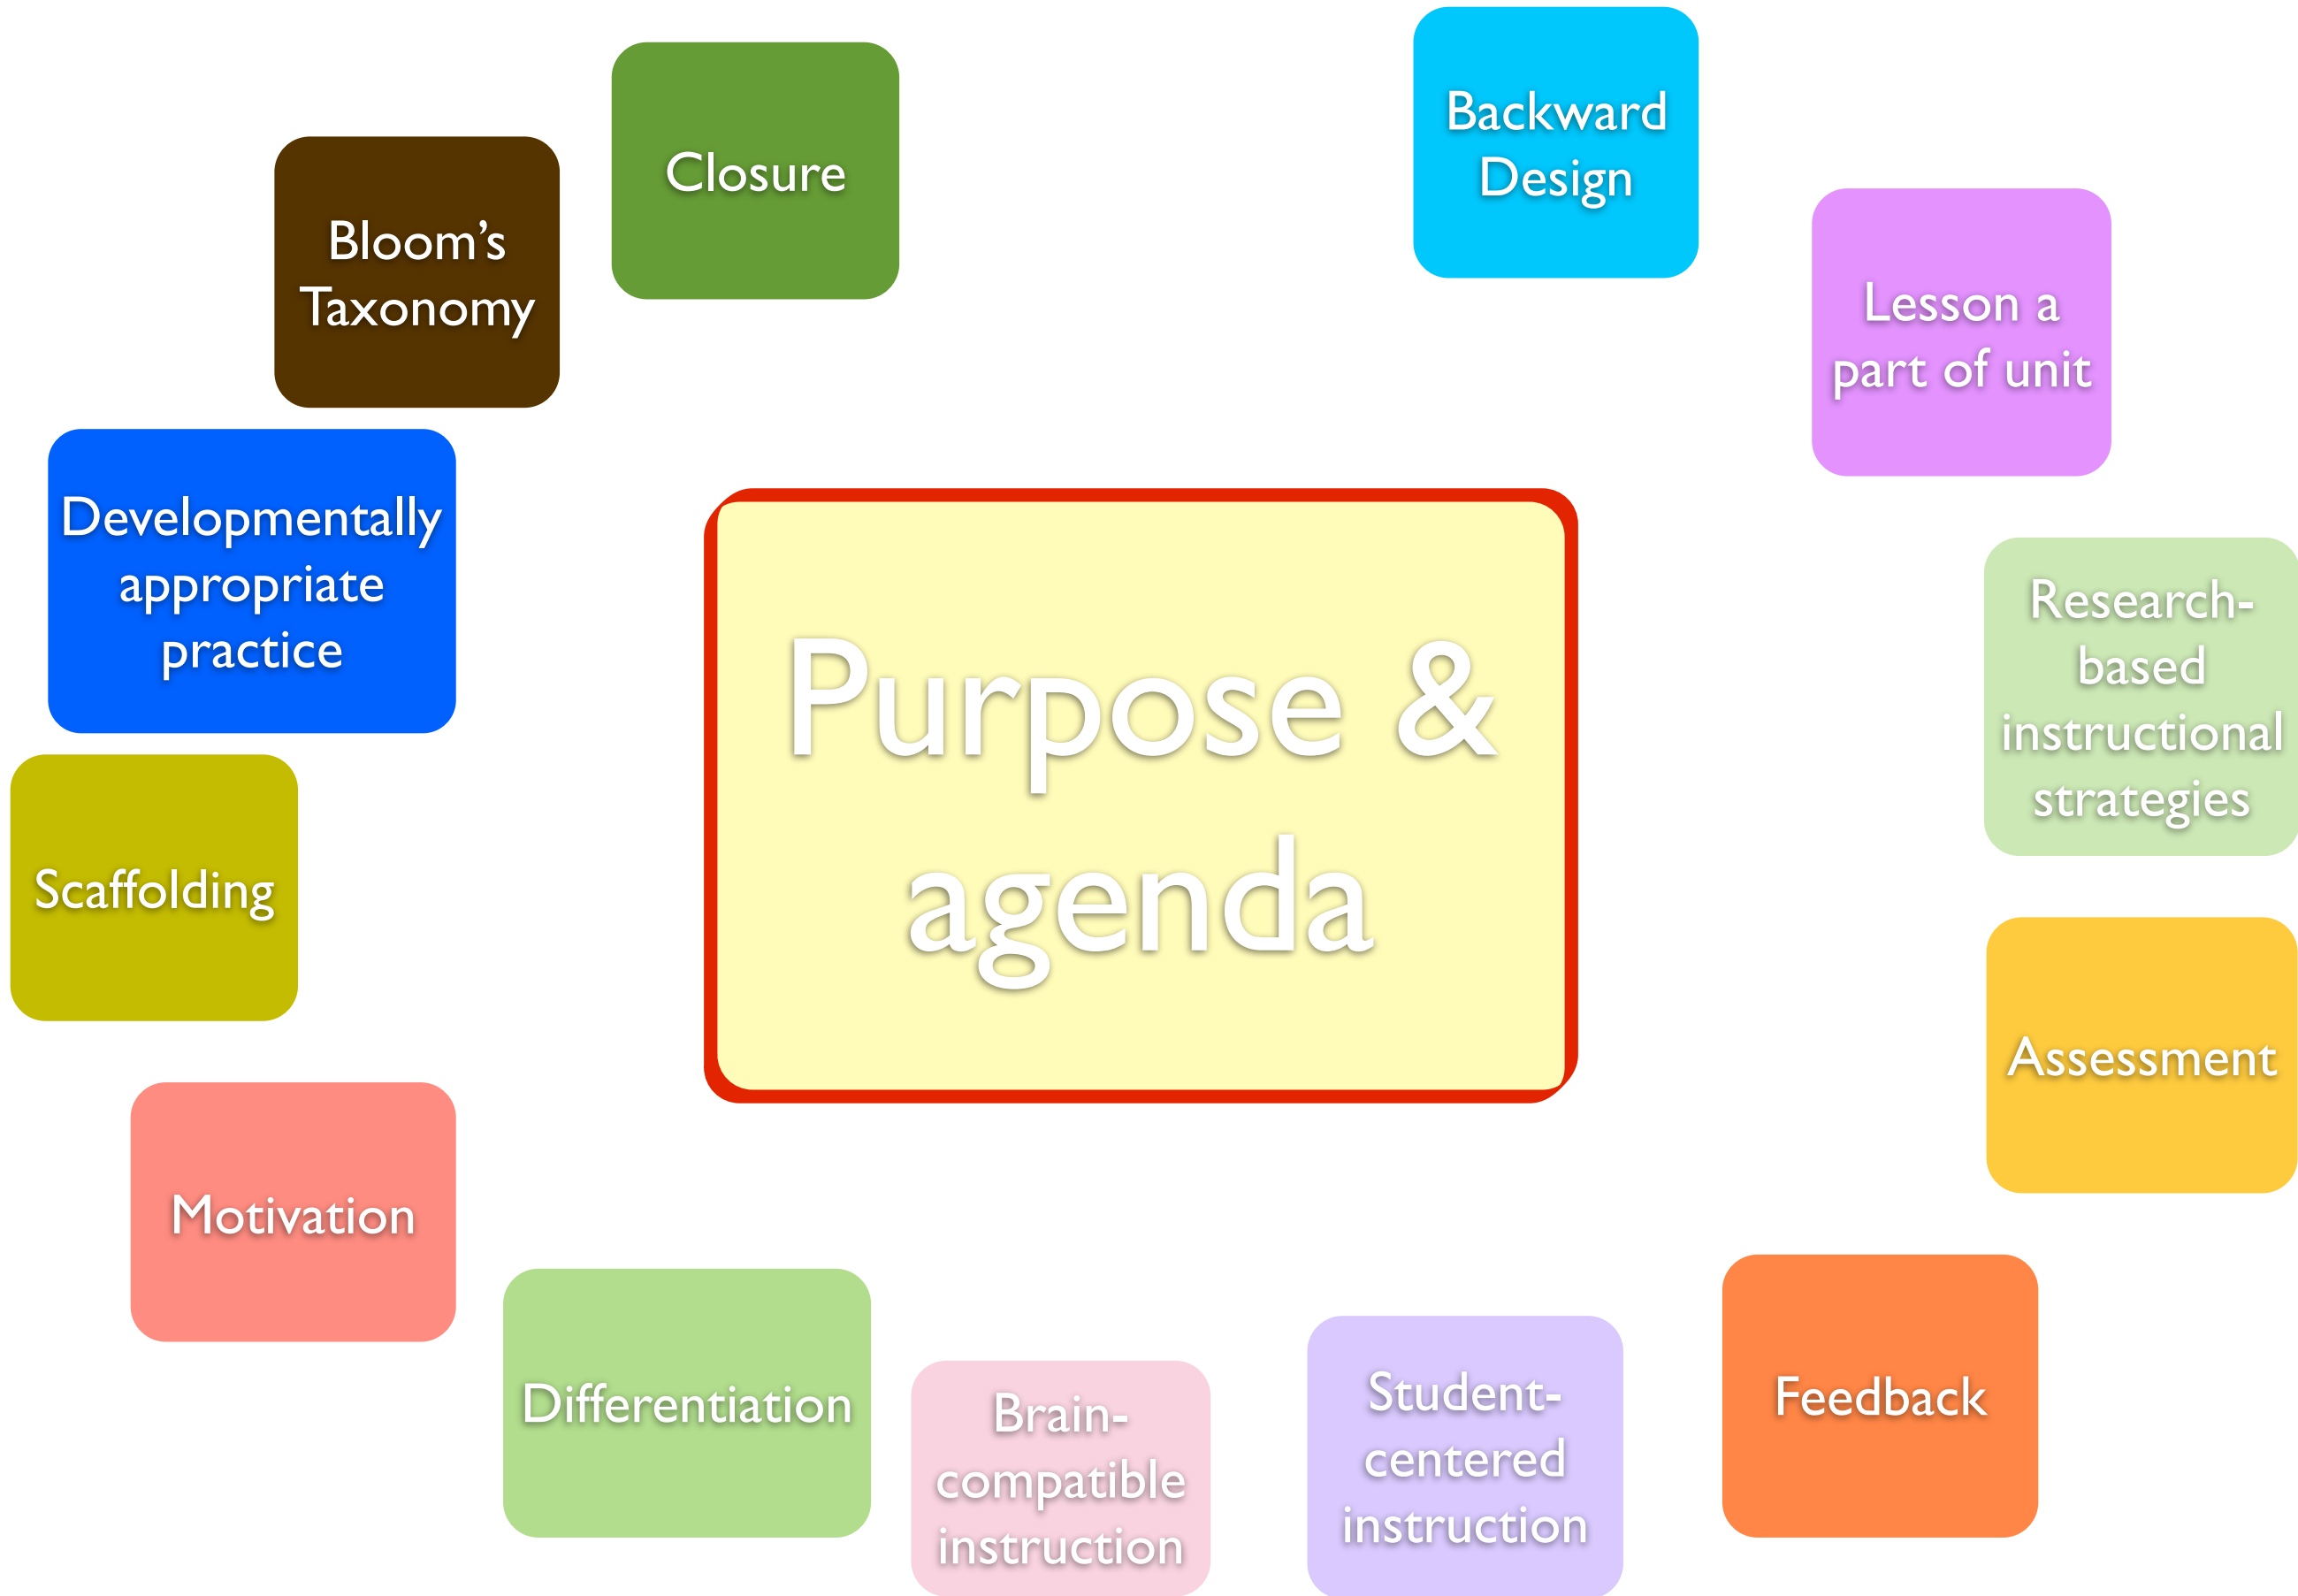 Closure
Bloom's
Taxonomy
Developmentally
appropriate
practice
Scaffolding
Motivation
Differentiation
Brain-
compatible
instruction
Student-
centered
instruction
Feedback
Assessment
Research-
based
instructional
strategies
Lesson a
part of unit
Backward
Design
Purpose &
agenda